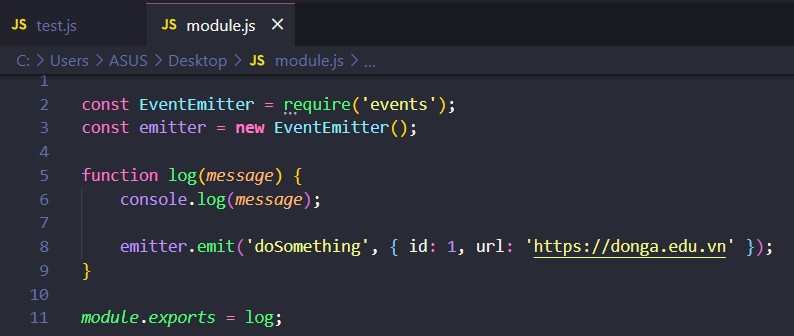 JS test.js JS module.js ×
C: > Users > ASUS > Desktop > JS module.js > ...
1
2 const EventEmitter = require('events');
3 const emitter = new EventEmitter();
4
5 function log(message) {
6 console.log(message);
7
8 emitter.emit('doSomething', { id: 1, url: 'https://donga.edu.vn' });
9 }
10
11 module.exports = log;